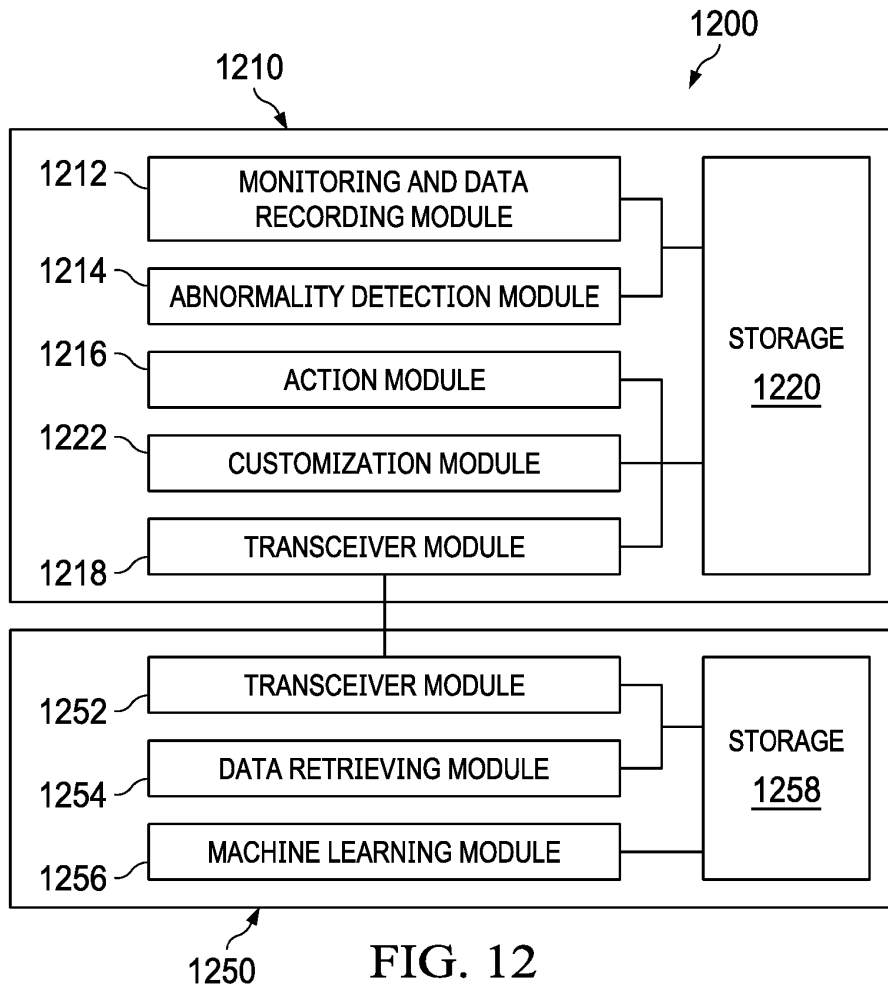 1200
1210
1212
MONITORING AND DATA
RECORDING MODULE
1214
ABNORMALITY DETECTION MODULE
1216
ACTION MODULE
1222
CUSTOMIZATION MODULE
1218
TRANSCEIVER MODULE
STORAGE
1220
1252
TRANSCEIVER MODULE
1254
DATA RETRIEVING MODULE
1256
MACHINE LEARNING MODULE
STORAGE
1258
1250
FIG. 12